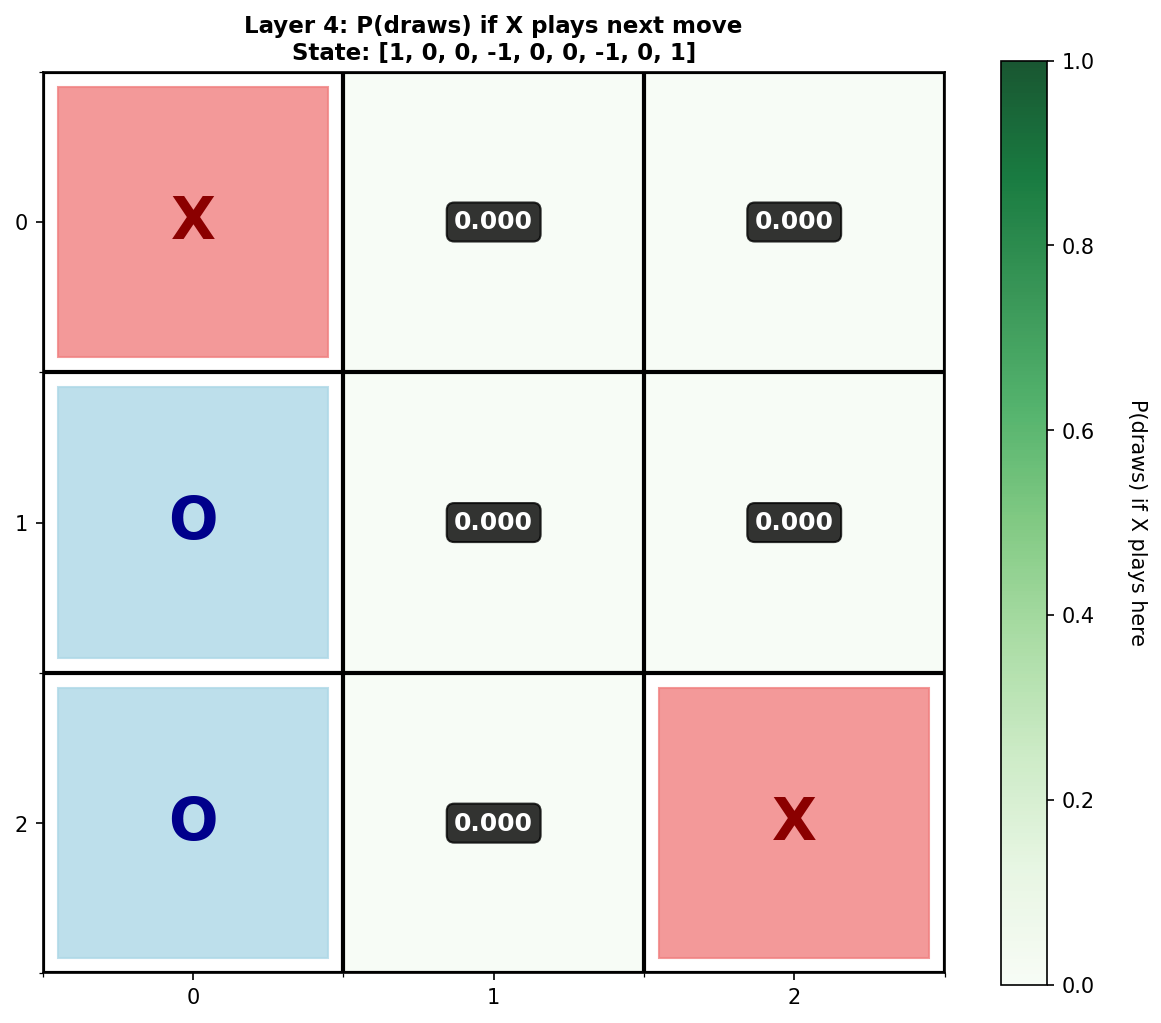 Layer 4: P(draws) if X plays next move
State: [1, 0, 0, -1, 0, 0, -1, 0, 1]
1.0
0.8
0.6
0.4
0.2
0.0
P(draws) if X plays here
0
X
0.000
0.000
1
O
0.000
0.000
2
O
0.000
X
0
1
2